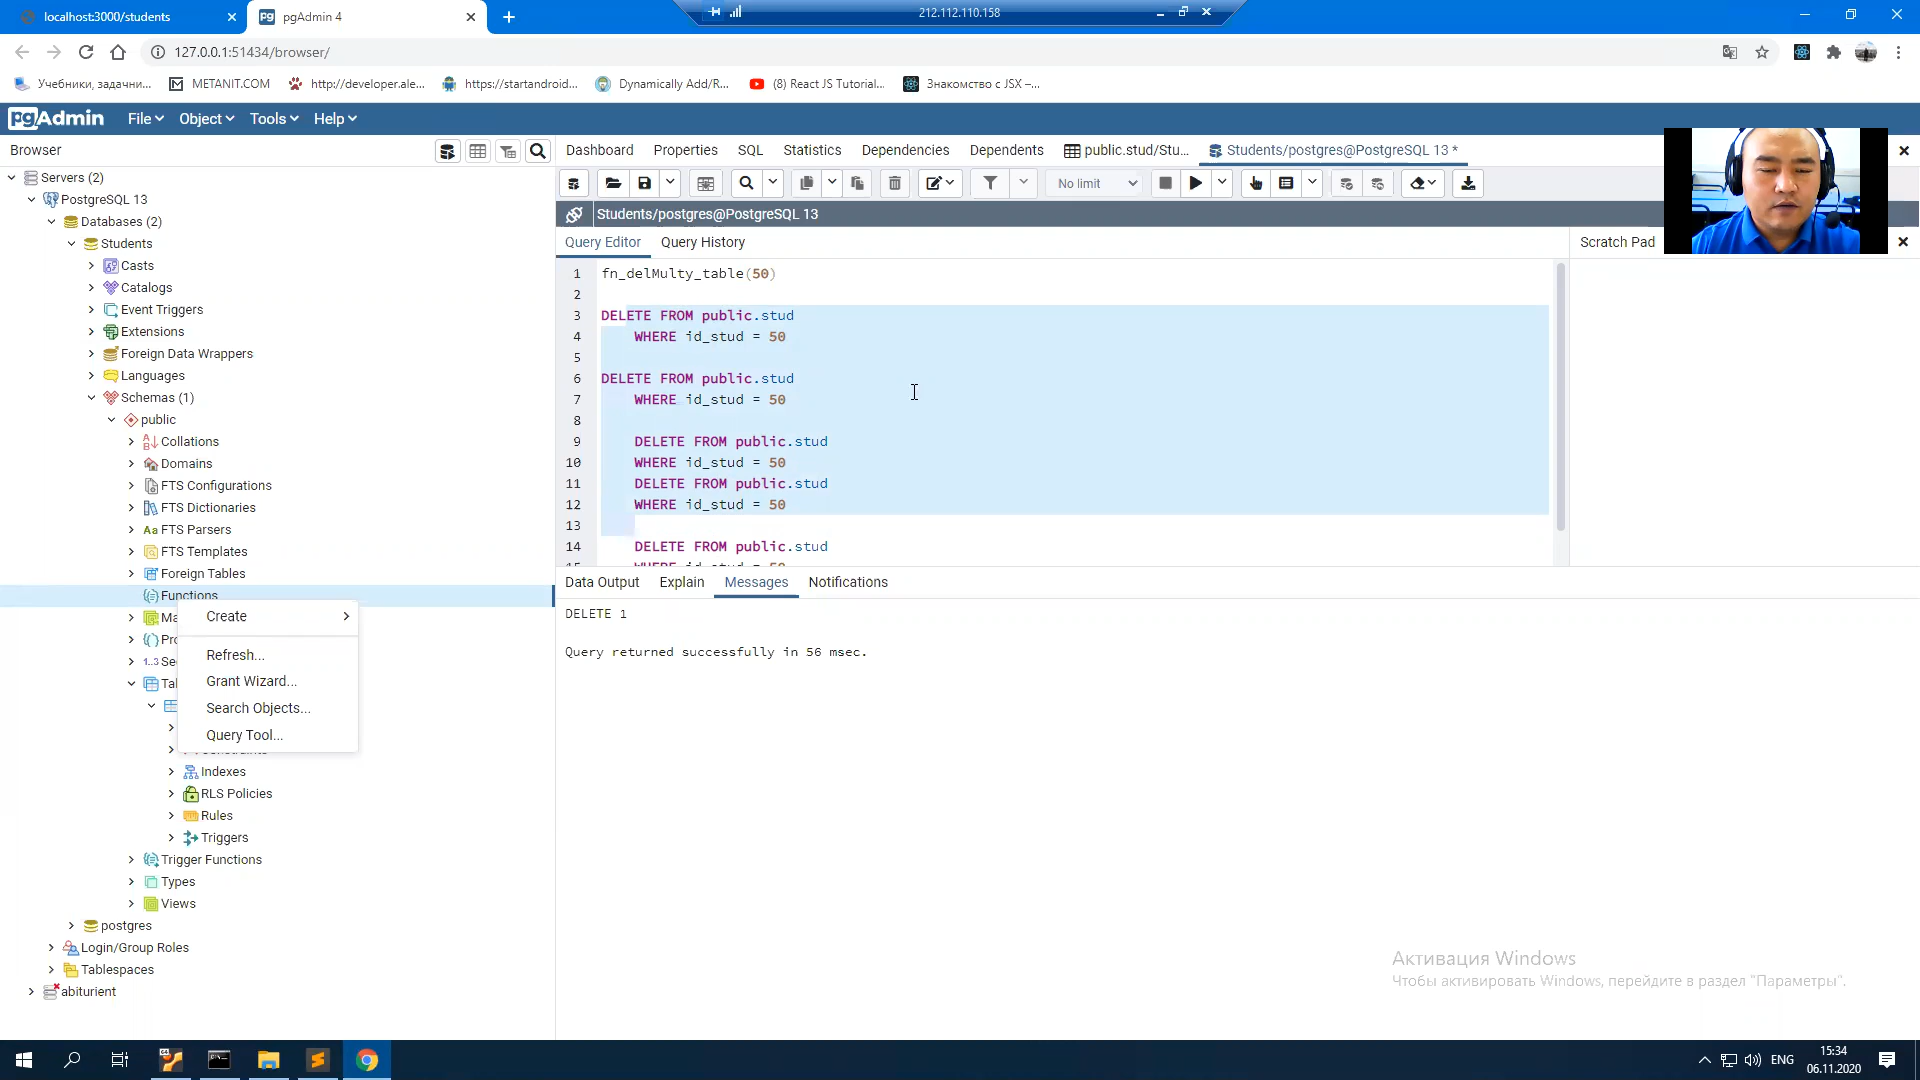 localhost:3000/students
pgAdmin 4
212.112.110.158
127.0.0.1:51434/browser/
Учебники, задачни...
METANIT.COM
http://developer.ale...
https://startandroid...
Dynamically Add/R...
(8) React JS Tutorial...
Знакомство с JSX –...
pgAdmin
File
Object
Tools
Help
Browser
Dashboard
Properties
SQL
Statistics
Dependencies
Dependents
public.stud/Stu...
Students/postgres@PostgreSQL 13 *
No limit
Students/postgres@PostgreSQL 13
Query Editor
Query History
Scratch Pad
Servers (2)
PostgreSQL 13
Databases (2)
Students
Casts
Catalogs
Event Triggers
Extensions
Foreign Data Wrappers
Languages
Schemas (1)
public
Collations
Domains
FTS Configurations
FTS Dictionaries
Aa FTS Parsers
FTS Templates
Foreign Tables
Functions
Ma
Pro
1..3 Se
Tab
Indexes
RLS Policies
Rules
Triggers
Trigger Functions
Types
Views
postgres
Login/Group Roles
Tablespaces
abiturient
Create
Refresh...
Grant Wizard...
Search Objects...
Query Tool...
1 fn_delMulty_table(50)
2
3 DELETE FROM public.stud
4 WHERE id_stud = 50
5
6 DELETE FROM public.stud
7 WHERE id_stud = 50
8
9 DELETE FROM public.stud
10 WHERE id_stud = 50
11 DELETE FROM public.stud
12 WHERE id_stud = 50
13
14 DELETE FROM public.stud
Data Output
Explain
Messages
Notifications
DELETE 1
Query returned successfully in 56 msec.
Активация Windows
Чтобы активировать Windows, перейдите в раздел "Параметры".
ENG
15:34
06.11.2020